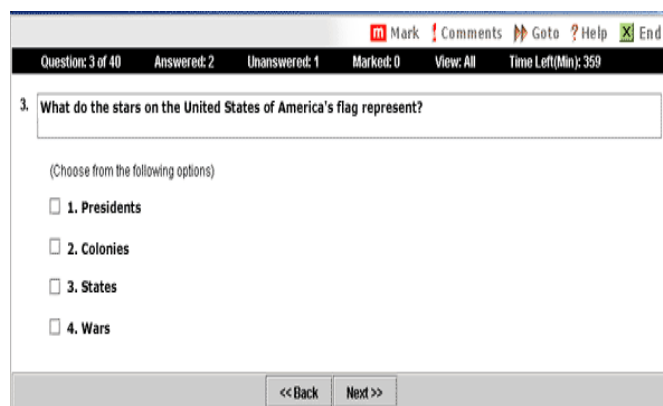 m Mark ! Comments Goto ? Help X End
Question: 3 of 40 Answered: 2 Unanswered: 1 Marked: 0 View: All Time Left(Min): 359
3. What do the stars on the United States of America's flag represent?
(Choose from the following options)
1. Presidents
2. Colonies
3. States
4. Wars
<< Back Next >>